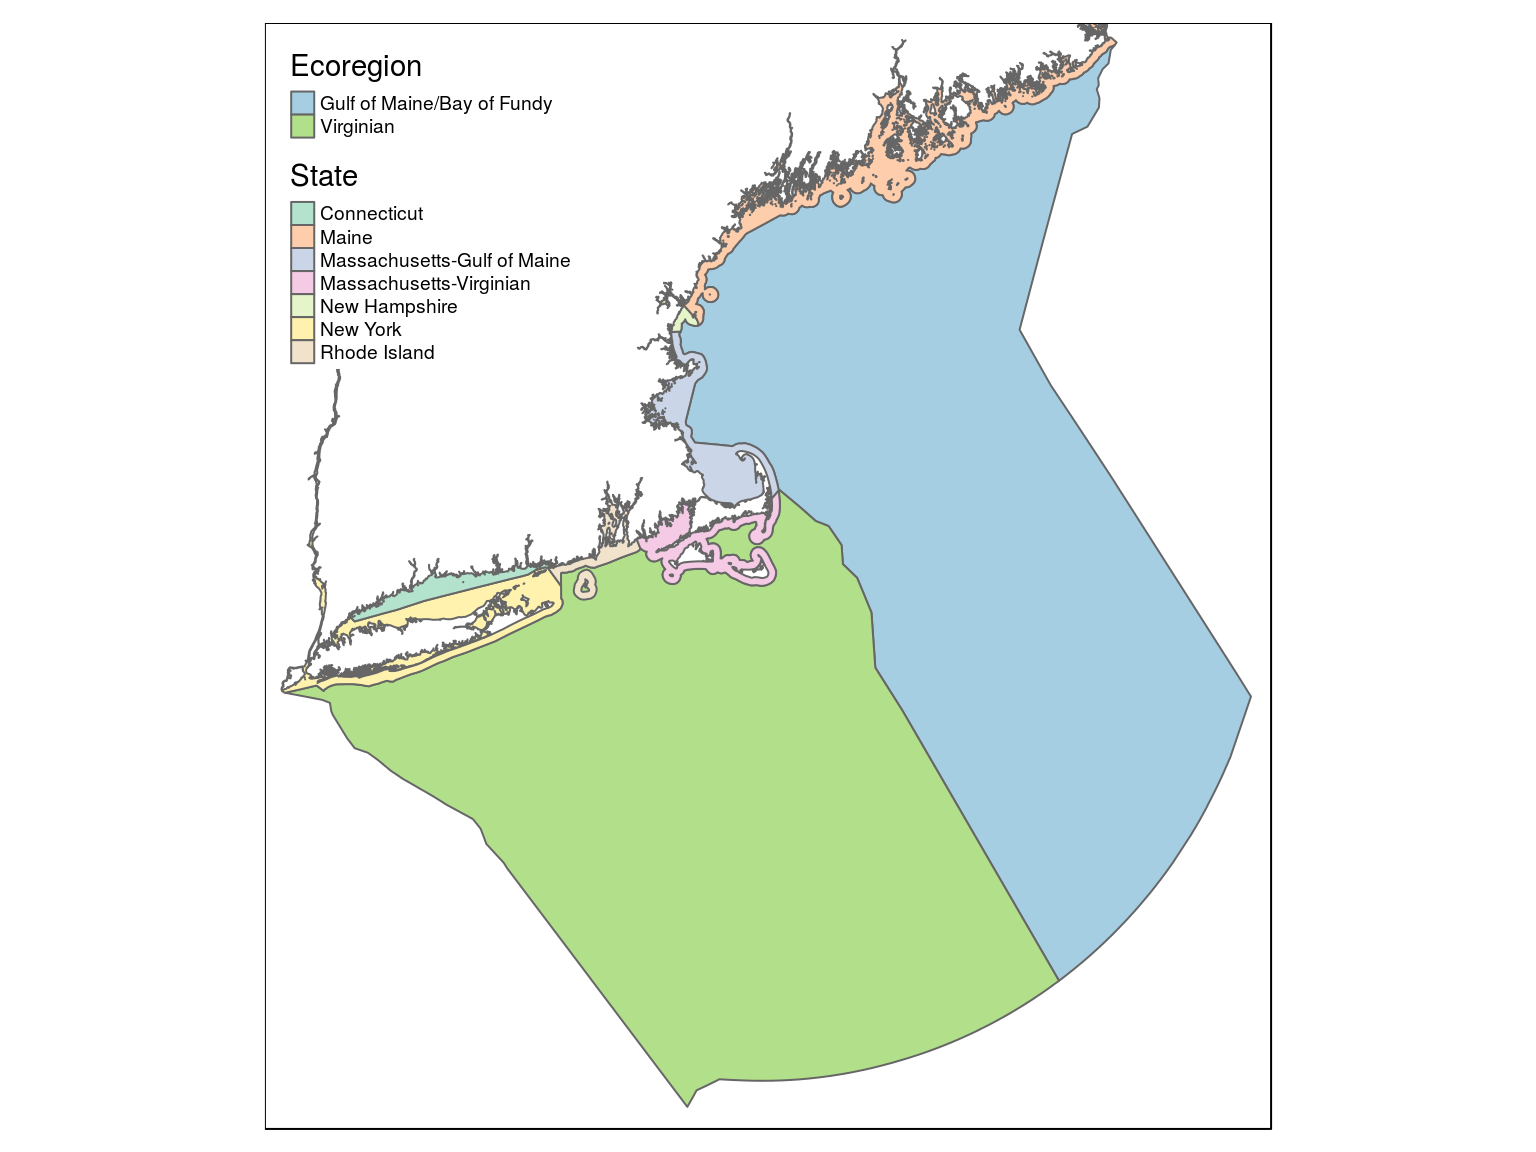 Ecoregion
Gulf of Maine/Bay of Fundy
Virginian
State
Connecticut
Maine
Massachusetts-Gulf of Maine
Massachusetts-Virginian
New Hampshire
New York
Rhode Island